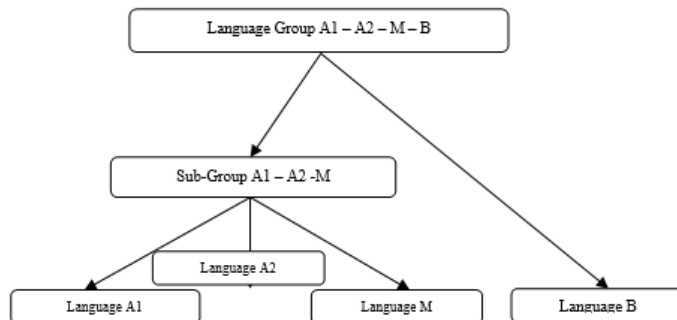 Language Group A1 – A2 – M – B
Sub-Group A1 – A2 -M
Language A2
Language A1
Language M
Language B